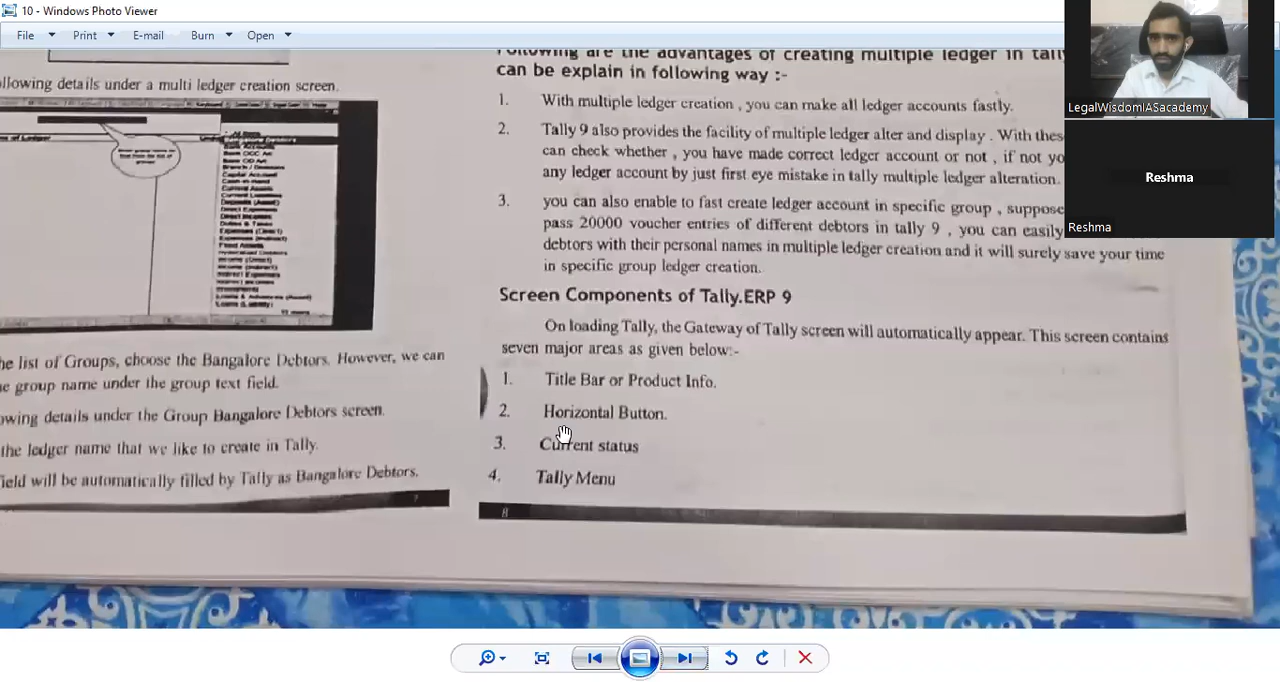 10 - Windows Photo Viewer
File Print E-mail Burn Open
LegalWisdomIASacademy
Reshma
Reshma
ollowing details under a multi ledger creation screen.
he list of Groups, choose the Bangalore Debtors. However, we can
e group name under the group text field.
owing details under the Group Bangalore Debtors screen.
the ledger name that we like to create in Tally.
ield will be automatically filled by Tally as Bangalore Debtors.
7
Following are the advantages of creating multiple ledger in tally
can be explain in following way :-
1. With multiple ledger creation , you can make all ledger accounts fastly.
2. Tally 9 also provides the facility of multiple ledger alter and display . With thes
can check whether , you have made correct ledger account or not , if not yo
any ledger account by just first eye mistake in tally multiple ledger alteration.
3. you can also enable to fast create ledger account in specific group , suppose
pass 20000 voucher entries of different debtors in tally 9 , you can easily
debtors with their personal names in multiple ledger creation and it will surely save your time
in specific group ledger creation.
Screen Components of Tally.ERP 9
On loading Tally, the Gateway of Tally screen will automatically appear. This screen contains
seven major areas as given below:-
1. Title Bar or Product Info.
2. Horizontal Button.
3. Current status
4. Tally Menu
8